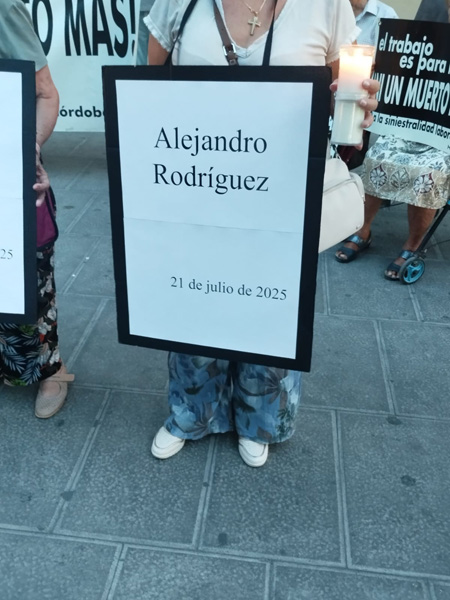 O MAS!
órdoba
el trabajo
es para
NI UN MUERTO
a la siniestralidad labor
Alejandro
Rodríguez
21 de julio de 2025
25